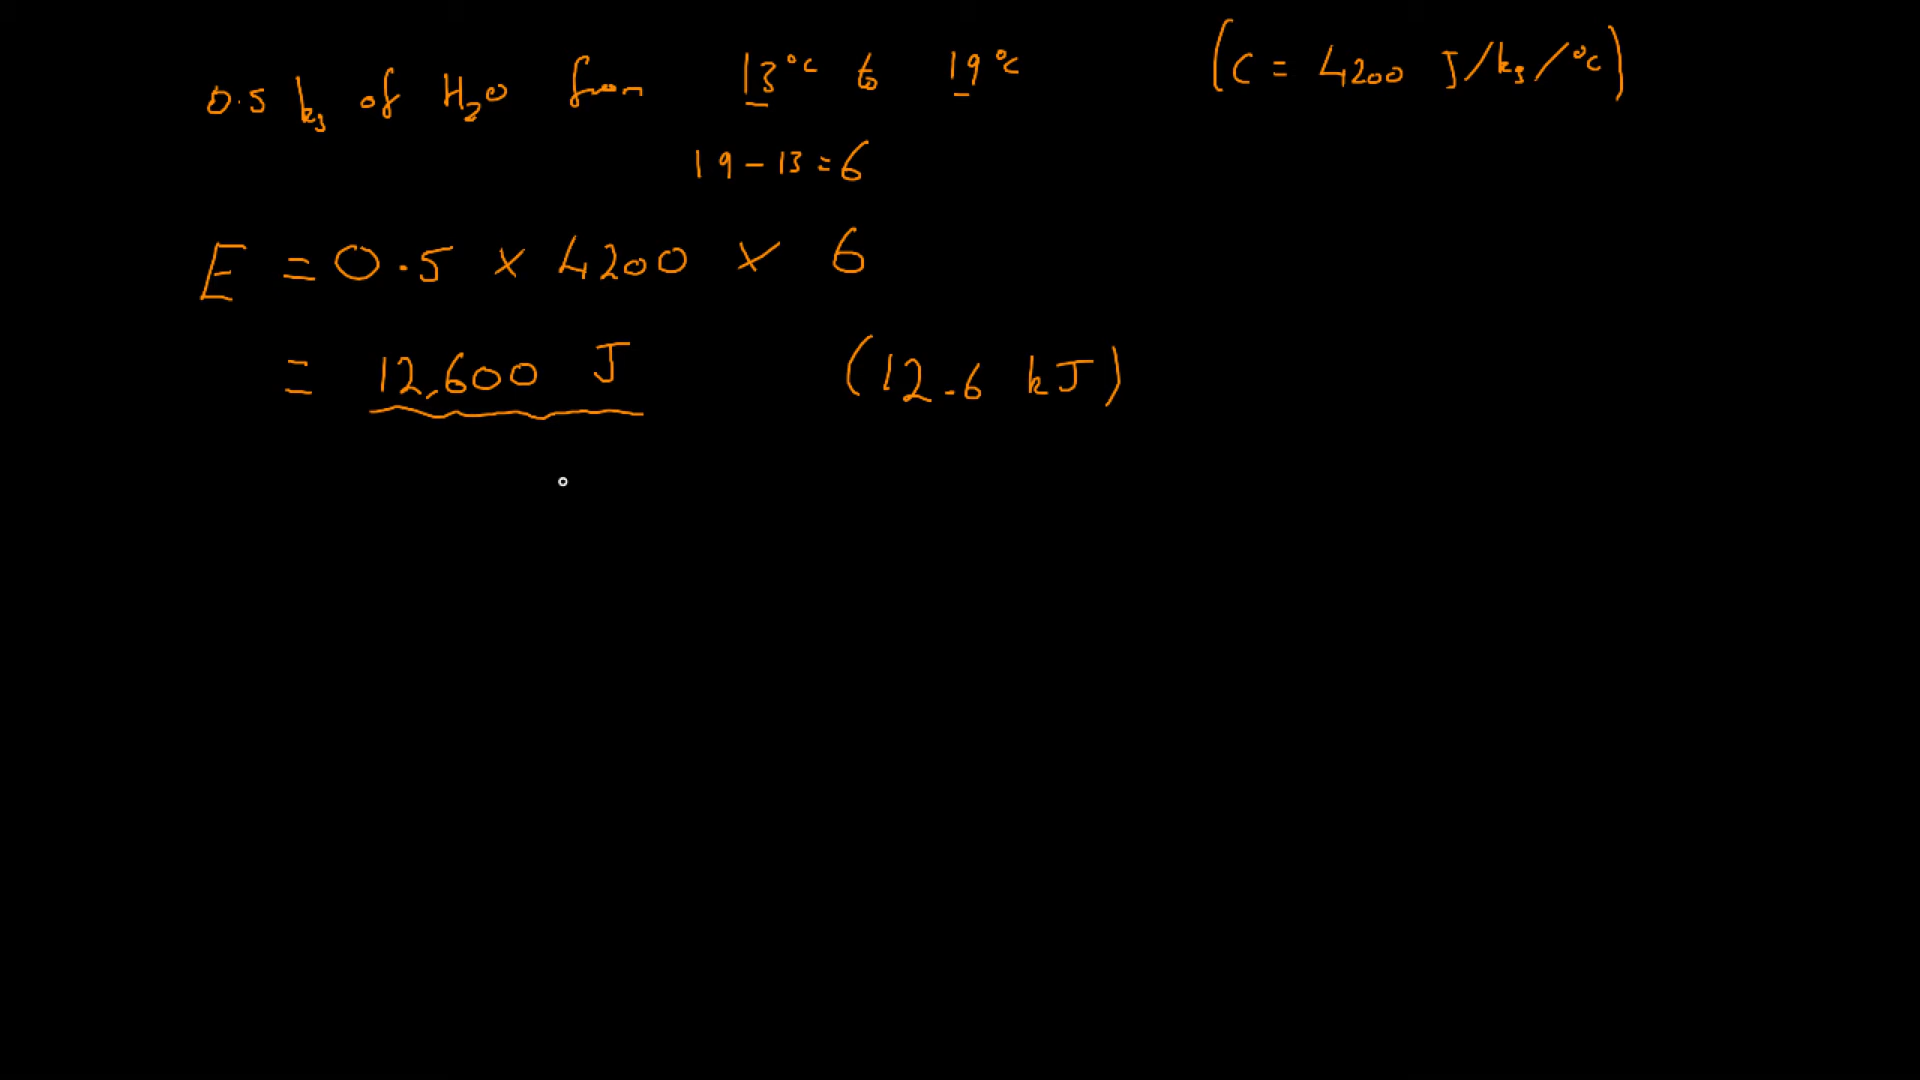 0.5 kg of H₂O from 13°C to 19°C (C = 4200 J/kg/°C)
19 - 13 = 6
E = 0.5 × 4200 × 6
= 12,600 J (12.6 kJ)